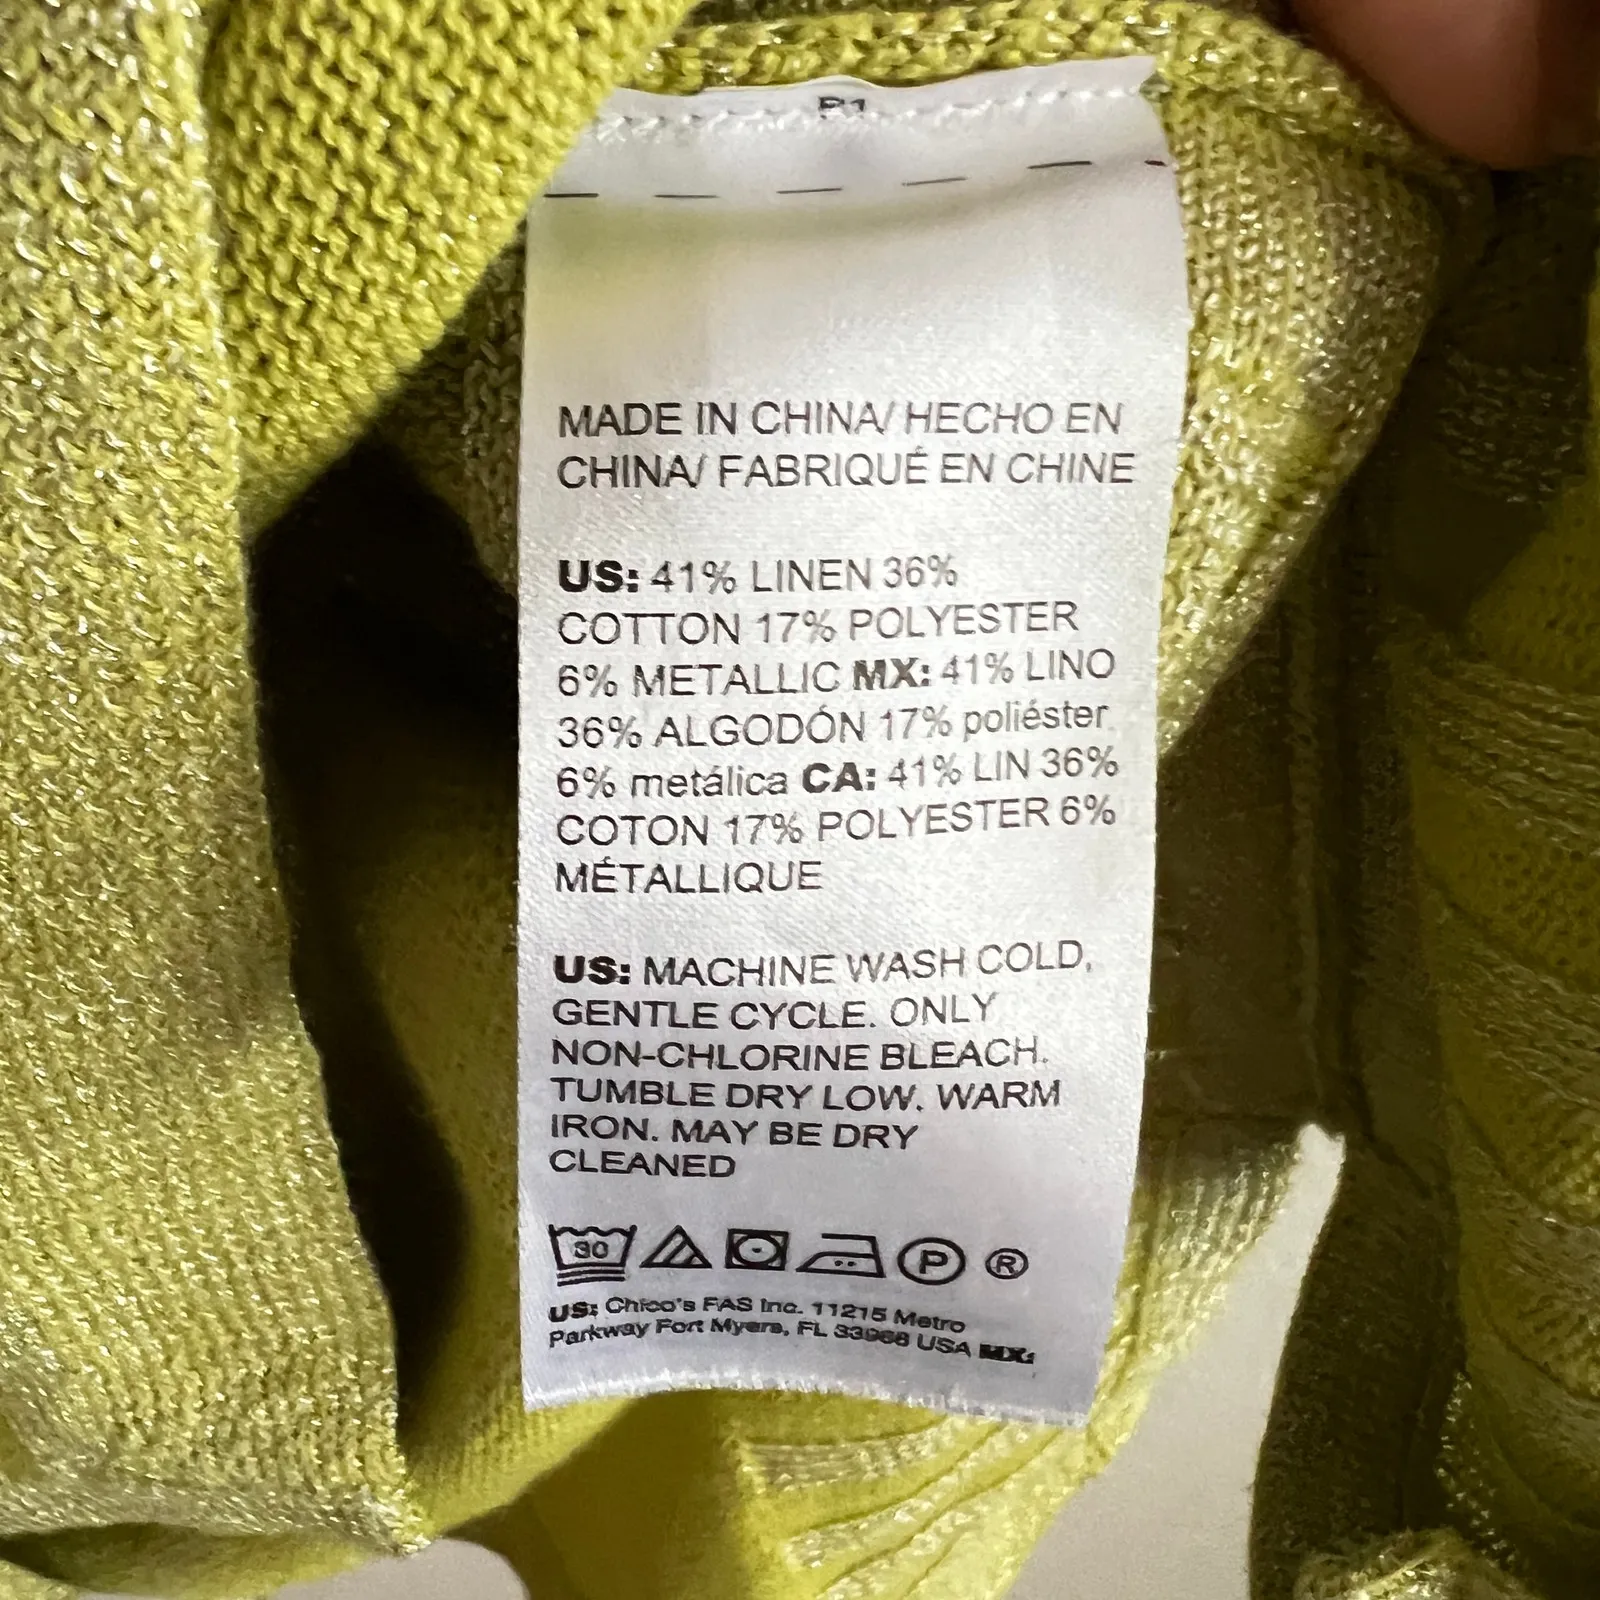 MADE IN CHINA/ HECHO EN
CHINA/ FABRIQUÉ EN CHINE
US: 41% LINEN 36%
COTTON 17% POLYESTER
6% METALLIC MX: 41% LINO
36% ALGODÓN 17% poliéster
6% metálica CA: 41% LIN 36%
COTON 17% POLYESTER 6%
MÉTALLIQUE
US: MACHINE WASH COLD,
GENTLE CYCLE. ONLY
NON-CHLORINE BLEACH.
TUMBLE DRY LOW. WARM
IRON. MAY BE DRY
CLEANED
30 P ®
US: Chico's FAS Inc. 11215 Metro
Parkway Fort Myers, FL 33966 USA MX: